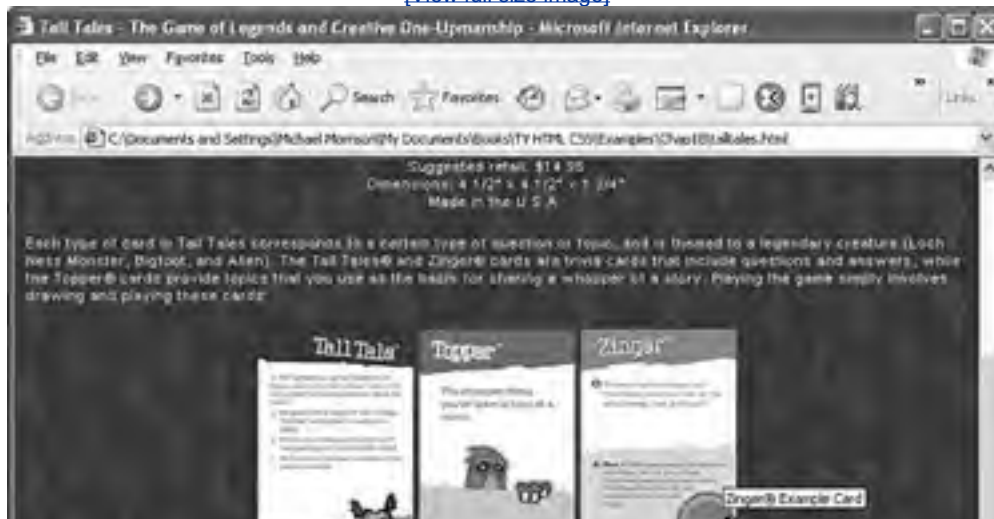 [View full size image]
Tall Tales - The Game of Legends and Creative One-Upmanship - Microsoft Internet Explorer
File Edit View Favorites Tools Help
Search Favorites Links
Address C:\Documents and Settings\Michael Morrison\My Documents\Books\TY HTML CSS\Examples\Chap18\talltales.html
Suggested retail: $14.95
Dimensions: 4 1/2" x 4 1/2" x 1 3/4"
Made in the U.S.A.
Each type of card in Tall Tales corresponds to a certain type of question or topic, and is themed to a legendary creature (Loch
Ness Monster, Bigfoot, and Alien). The Tall Tales® and Zinger® cards are trivia cards that include questions and answers, while
the Topper® cards provide topics that you use as the basis for sharing a whopper of a story. Playing the game simply involves
drawing and playing these cards.
Tall Tales™ Topper™ Zinger™
Zinger® Example Card